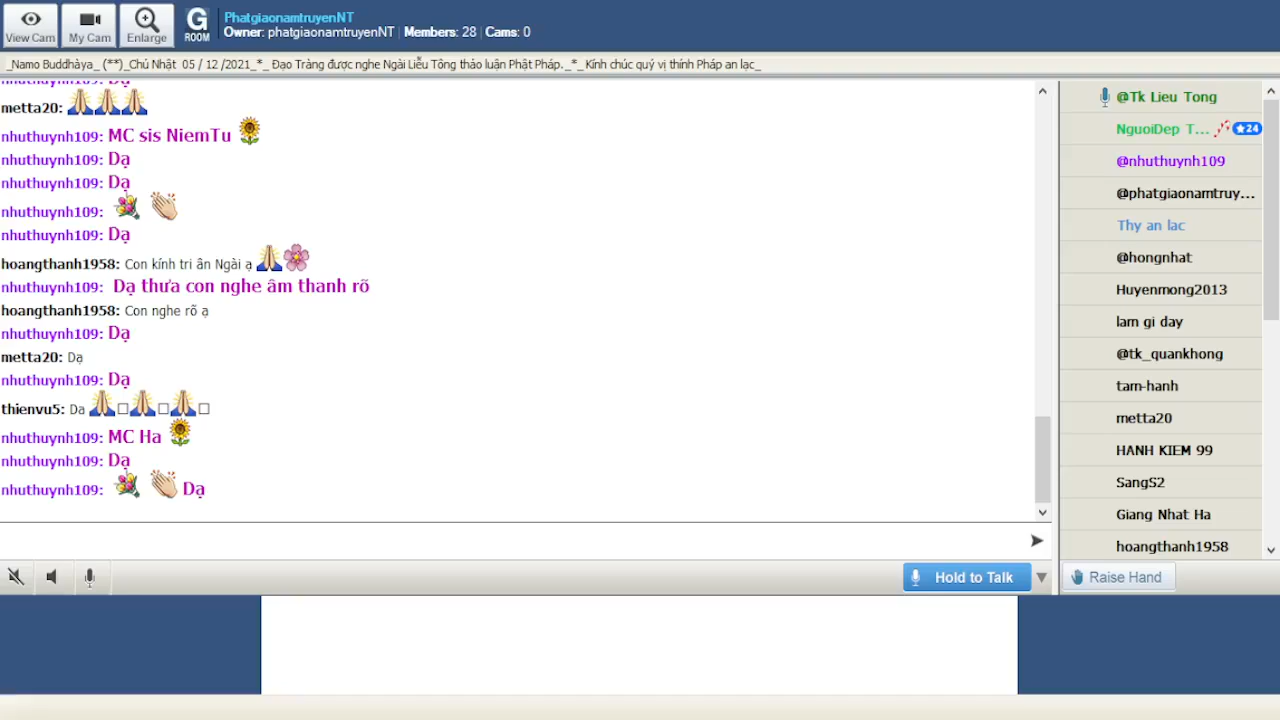 View Cam
My Cam
Enlarge
G
ROOM
PhatgiaonamtruyenNT
Owner: phatgiaonamtruyenNT | Members: 28 | Cams: 0
_Namo Buddhàya_ (**)_Chủ Nhật 05 / 12 /2021_*_ Đạo Tràng được nghe Ngài Liễu Tông thảo luận Phật Pháp._*_Kính chúc quý vị thính Pháp an lạc_
nhuthuynh109: Dạ
metta20:
nhuthuynh109: MC sis NiemTu
nhuthuynh109: Dạ
nhuthuynh109: Dạ
nhuthuynh109:
nhuthuynh109: Dạ
hoangthanh1958: Con kính tri ân Ngài ạ
nhuthuynh109: Dạ thưa con nghe âm thanh rõ
hoangthanh1958: Con nghe rõ ạ
nhuthuynh109: Dạ
metta20: Dạ
nhuthuynh109: Dạ
thienvu5: Da
nhuthuynh109: MC Ha
nhuthuynh109: Dạ
nhuthuynh109: Dạ
Hold to Talk
@Tk Lieu Tong
NguoiDep T... 24
@nhuthuynh109
@phatgiaonamtruy...
Thy an lac
@hongnhat
Huyenmong2013
lam gi day
@tk_quankhong
tam-hanh
metta20
HANH KIEM 99
SangS2
Giang Nhat Ha
hoangthanh1958
Raise Hand